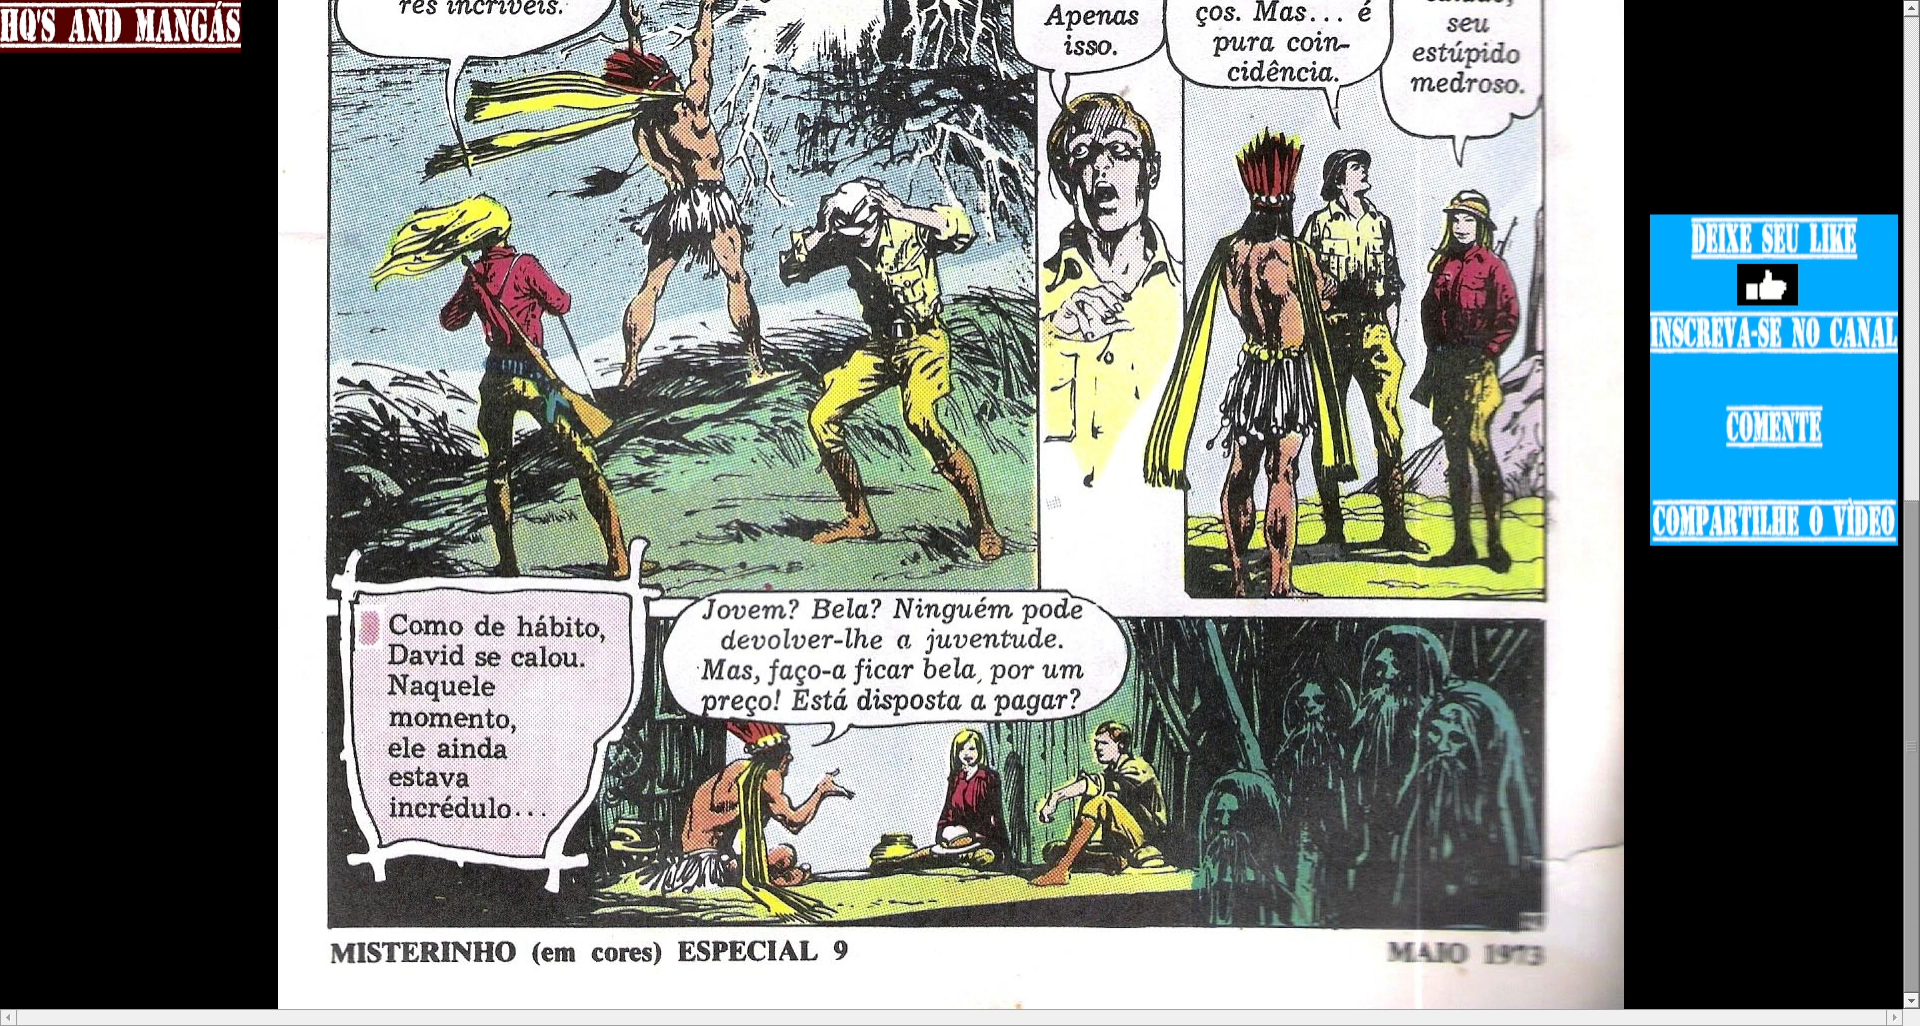 HQ'S AND MANGÁS
res incríveis.
Apenas
isso.
ços. Mas... é
pura coin-
cidência.
seu
estúpido
medroso.
DEIXE SEU LIKE
INSCREVA-SE NO CANAL
COMENTE
COMPARTILHE O VÌDEO
Como de hábito,
David se calou.
Naquele
momento,
ele ainda
estava
incrédulo...
Jovem? Bela? Ninguém pode
devolver-lhe a juventude.
Mas, faço-a ficar bela, por um
preço! Está disposta a pagar?
MISTERINHO (em cores) ESPECIAL 9
MAIO 1973